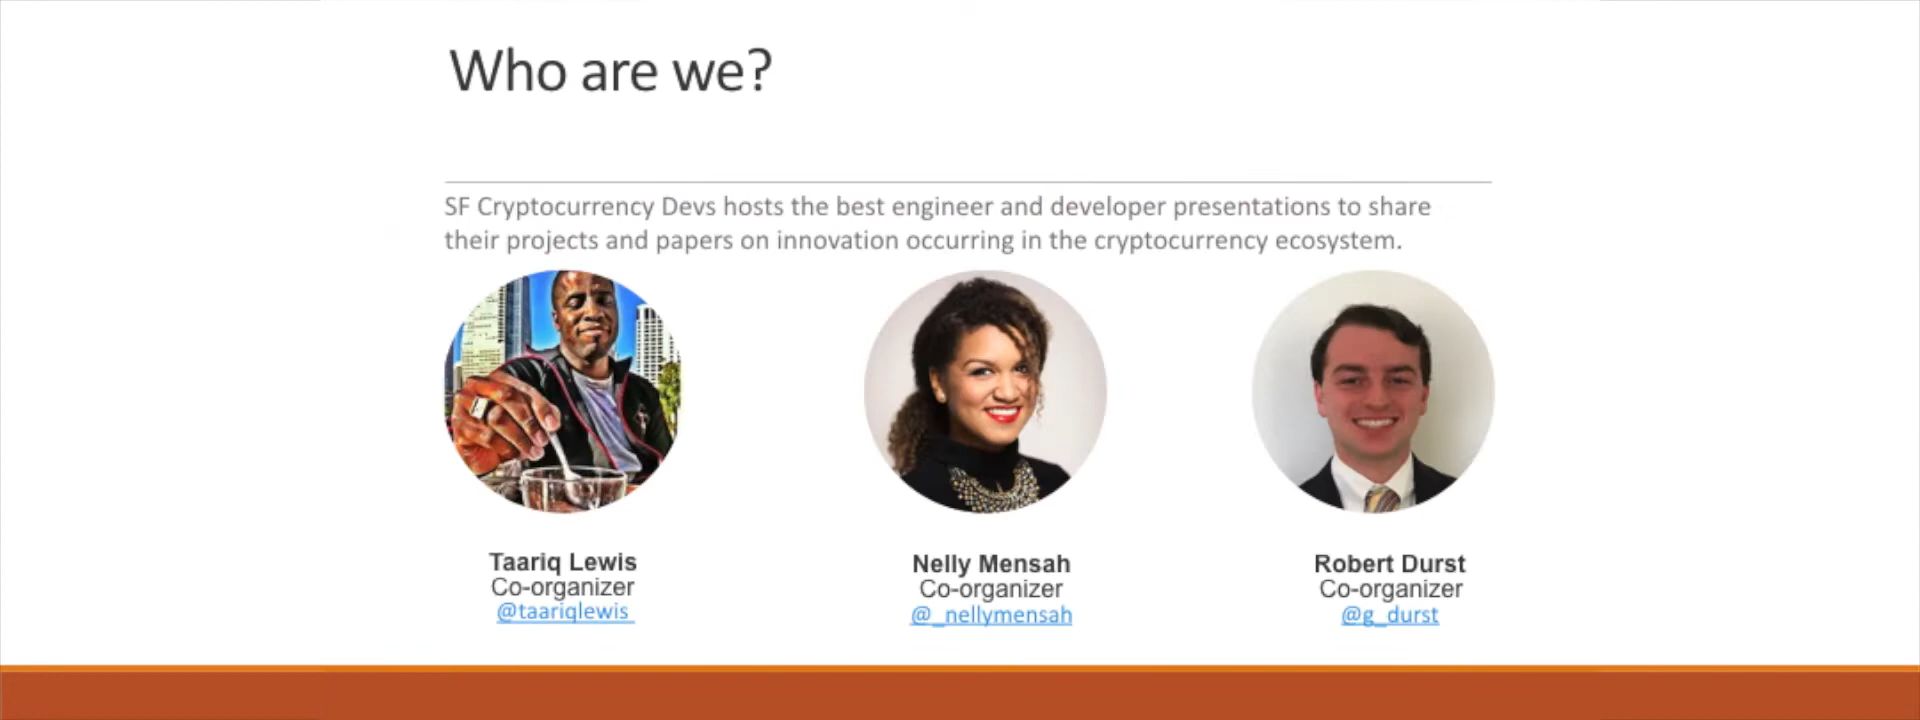 Who are we?
SF Cryptocurrency Devs hosts the best engineer and developer presentations to share
their projects and papers on innovation occurring in the cryptocurrency ecosystem.
Taariq Lewis
Co-organizer
@taariqlewis
Nelly Mensah
Co-organizer
@_nellymensah
Robert Durst
Co-organizer
@g_durst